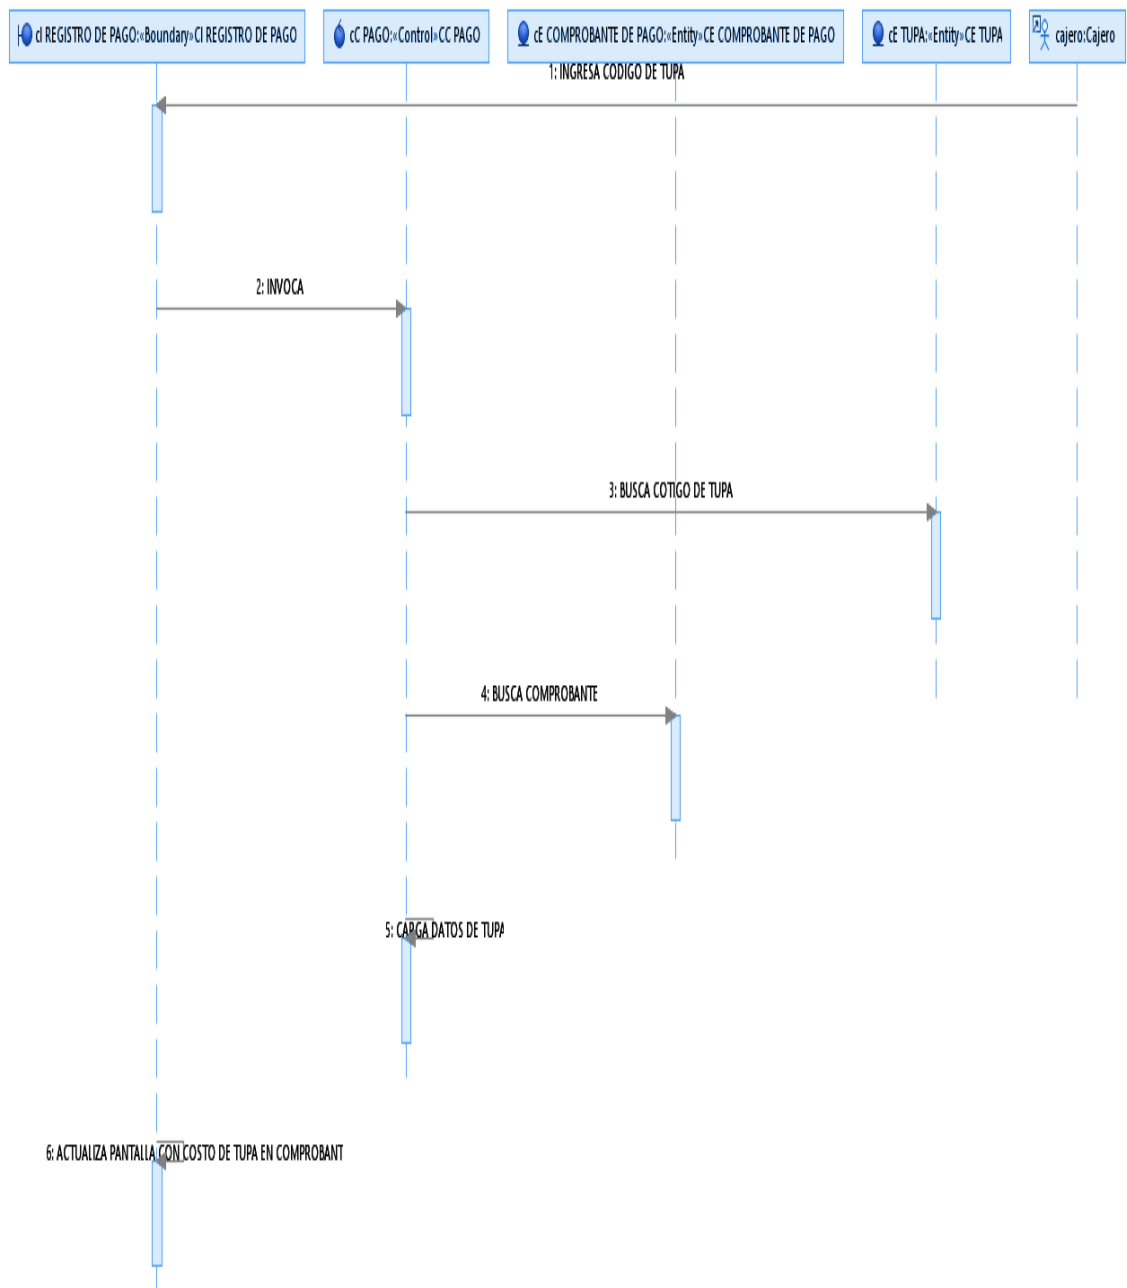 cI REGISTRO DE PAGO:«Boundary»CI REGISTRO DE PAGO
cC PAGO:«Control»CC PAGO
cE COMPROBANTE DE PAGO:«Entity»CE COMPROBANTE DE PAGO
cE TUPA:«Entity»CE TUPA
cajero:Cajero
1: INGRESA CODIGO DE TUPA
2: INVOCA
3: BUSCA COTIGO DE TUPA
4: BUSCA COMPROBANTE
5: CARGA DATOS DE TUPA
6: ACTUALIZA PANTALLA CON COSTO DE TUPA EN COMPROBANT